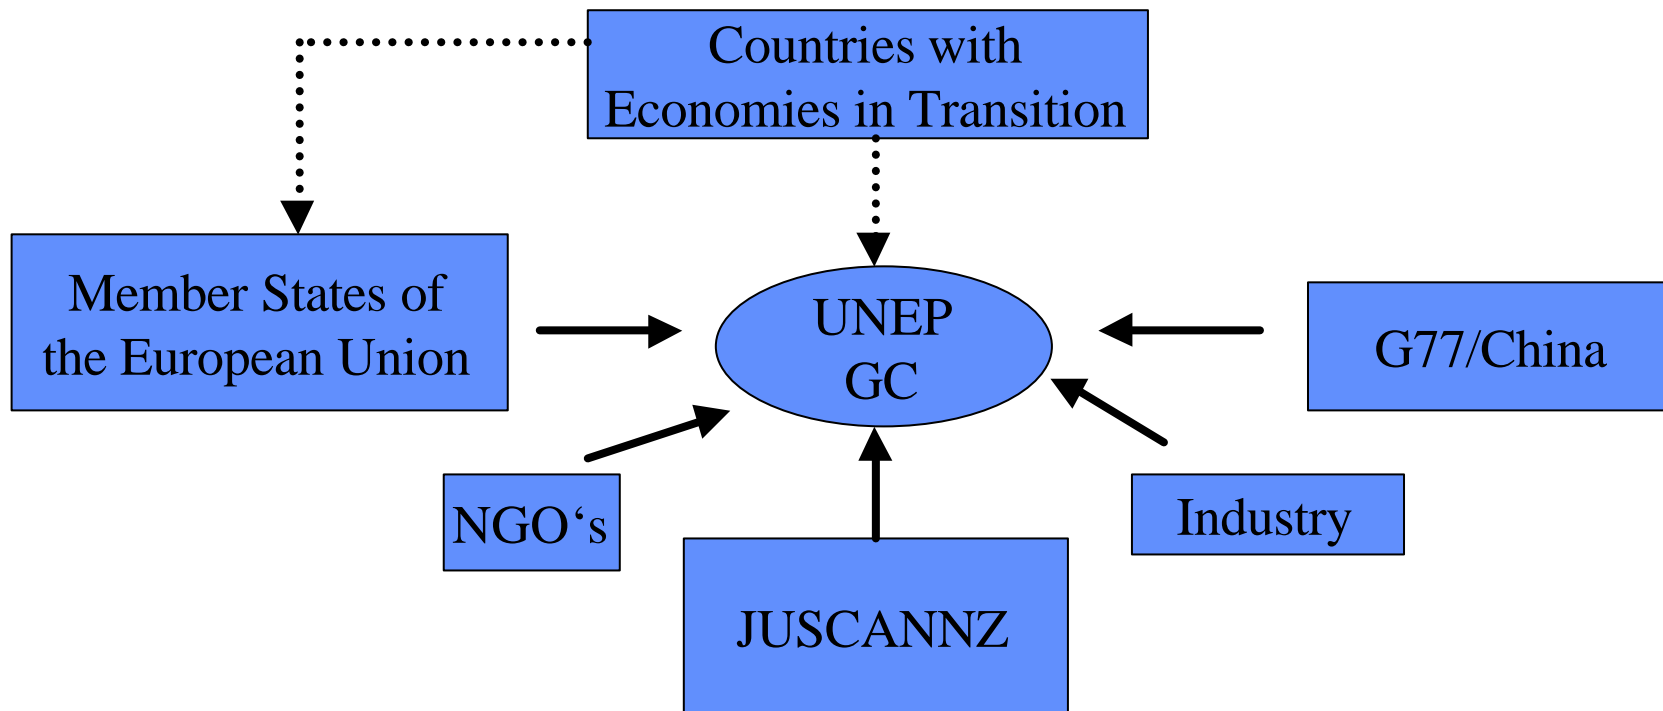 Countries with
Economies in Transition
Member States of
the European Union
UNEP
GC
G77/China
NGO‘s
Industry
JUSCANNZ